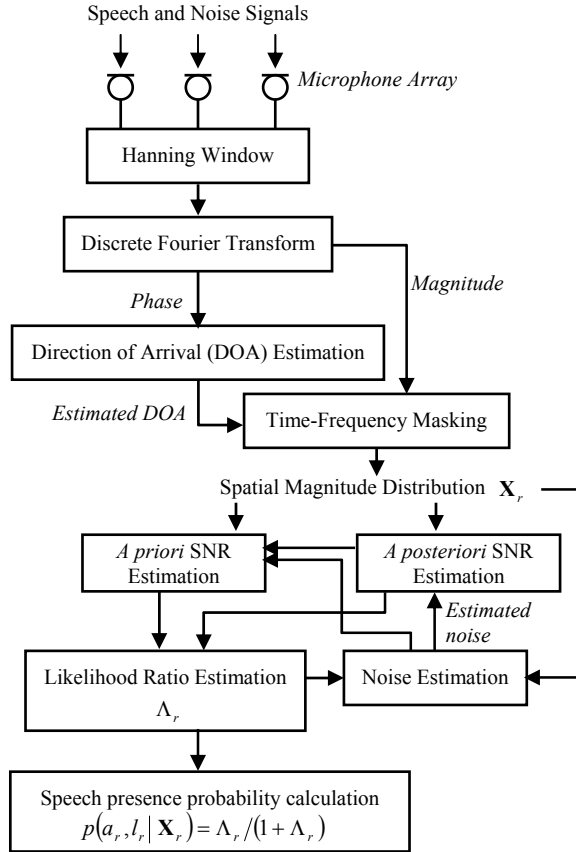 Speech and Noise Signals
Microphone Array
Hanning Window
Discrete Fourier Transform
Phase
Magnitude
Direction of Arrival (DOA) Estimation
Estimated DOA
Time-Frequency Masking
Spatial Magnitude Distribution X_r
A priori SNR
Estimation
A posteriori SNR
Estimation
Estimated
noise
Likelihood Ratio Estimation
Λ_r
Noise Estimation
Speech presence probability calculation
p(a_r, l_r | X_r) = Λ_r/(1 + Λ_r)